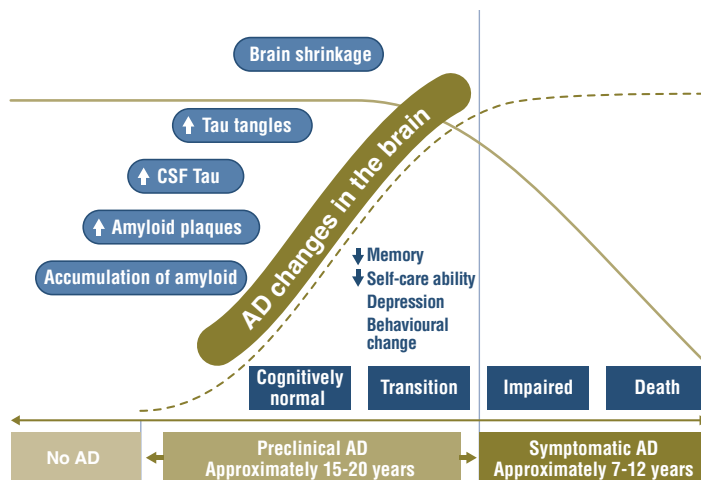 Brain shrinkage
Tau tangles
CSF Tau
Amyloid plaques
Accumulation of amyloid
AD changes in the brain
Memory
Self-care ability
Depression
Behavioural
change
Cognitively
normal
Transition
Impaired
Death
No AD
Preclinical AD
Approximately 15-20 years
Symptomatic AD
Approximately 7-12 years